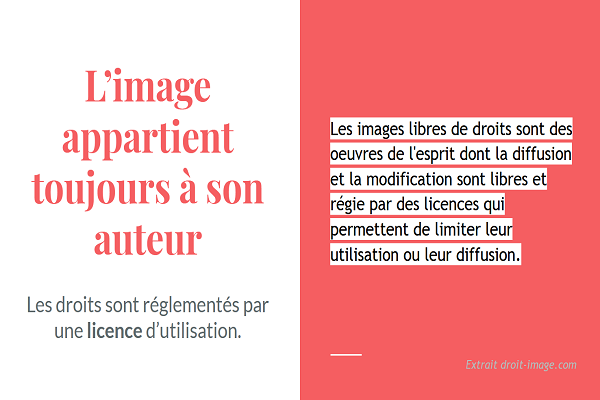 L’image
appartient
toujours à son
auteur
Les droits sont réglementés par
une licence d’utilisation.
Les images libres de droits sont des
oeuvres de l'esprit dont la diffusion
et la modification sont libres et
régie par des licences qui
permettent de limiter leur
utilisation ou leur diffusion.
Extrait droit-image.com